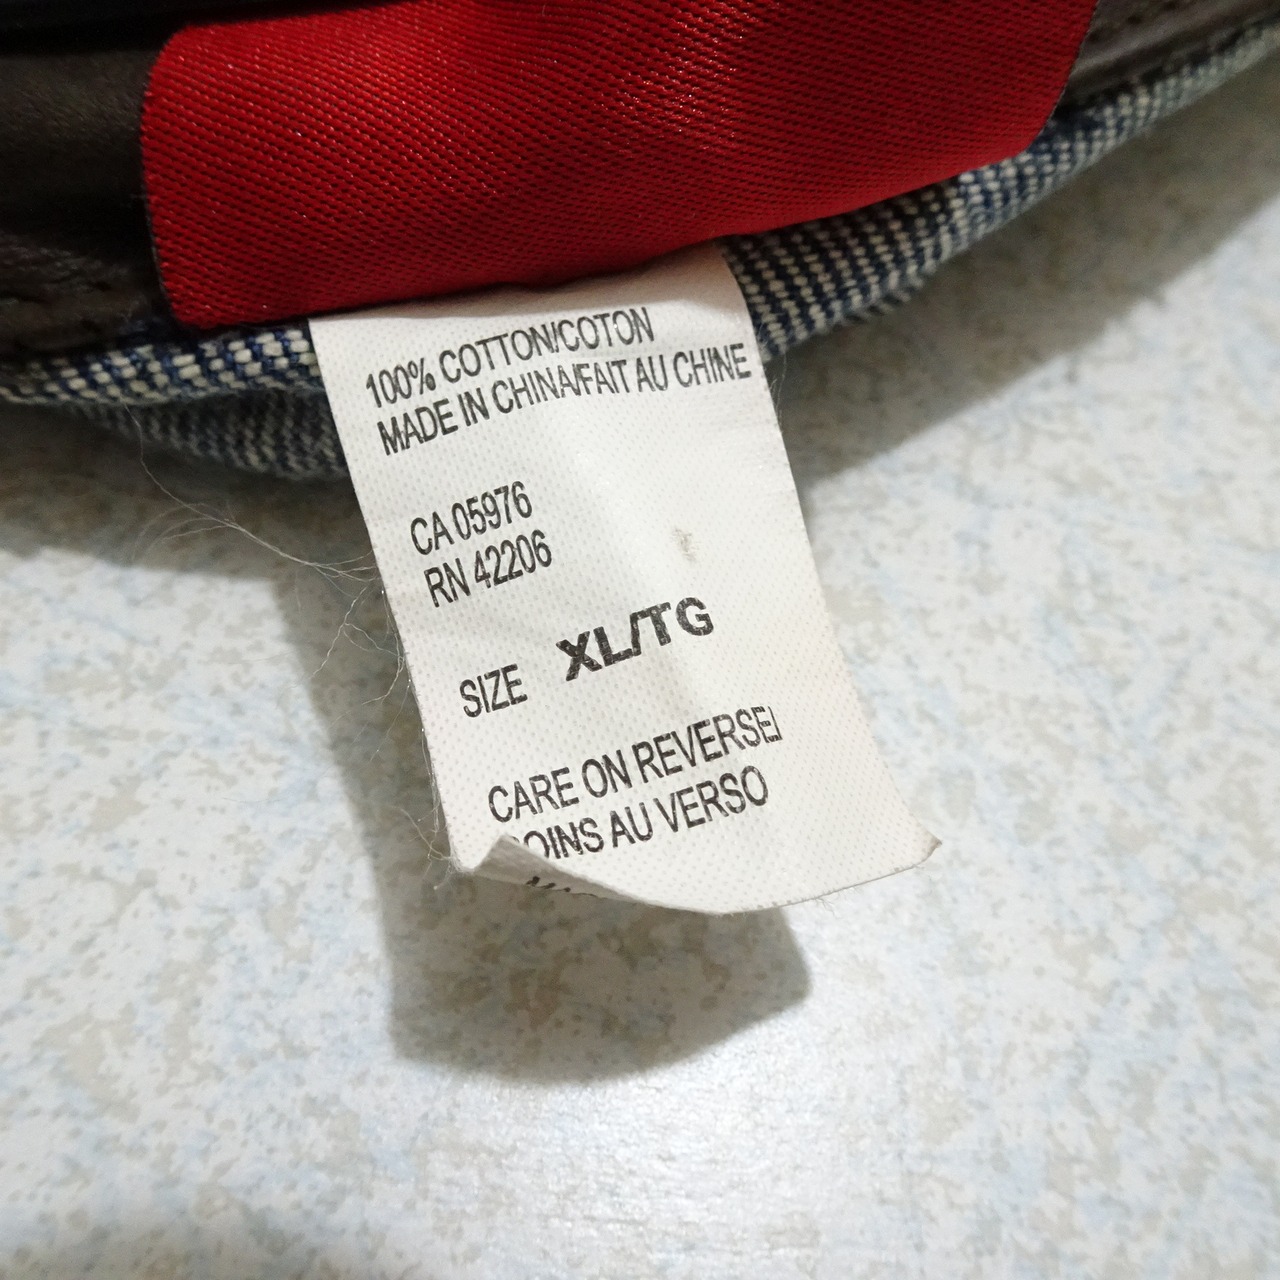 100% COTTON/COTON
MADE IN CHINA/FAIT AU CHINE
CA 05976
RN 42206
SIZE XL/TG
CARE ON REVERSE/
SOINS AU VERSO